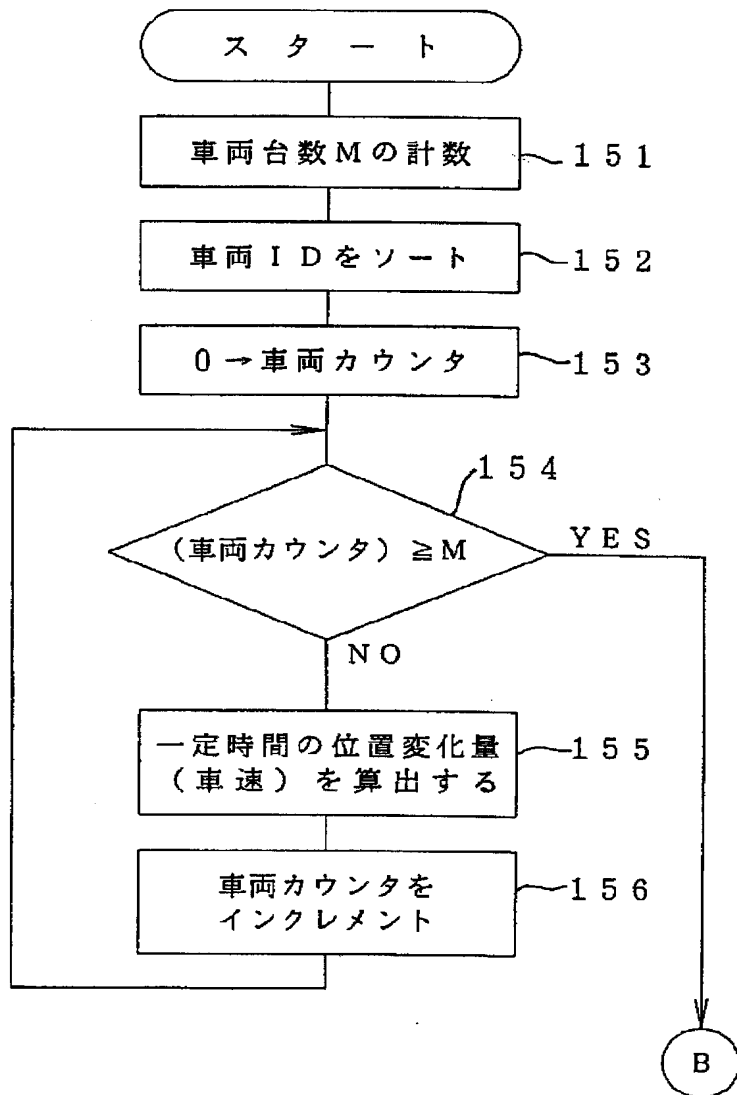 スタート
車両台数Mの計数
151
車両IDをソート
152
0→車両カウンタ
153
154
(車両カウンタ)≧M
YES
NO
一定時間の位置変化量
(車速)を算出する
155
車両カウンタを
インクレメント
156
B